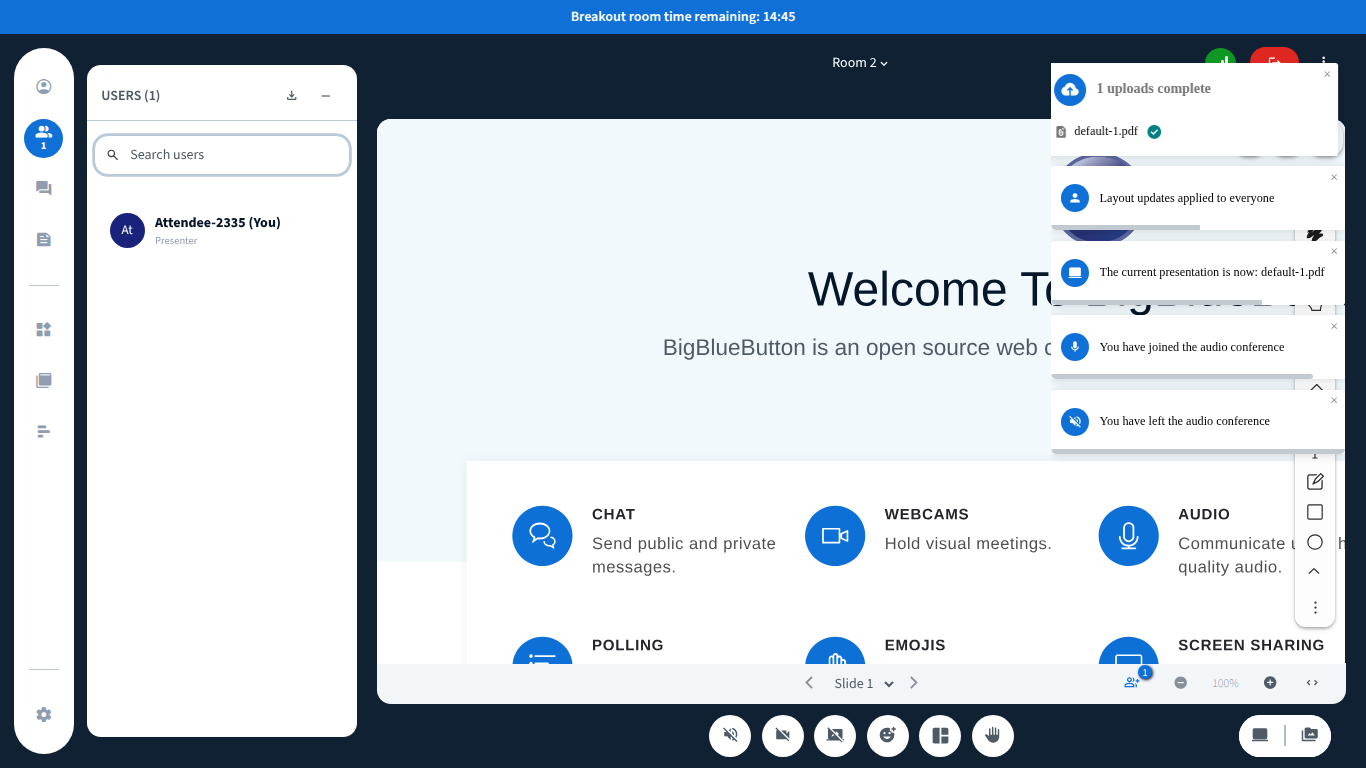 Breakout room time remaining: 14:45
Room 2
USERS (1)
1
Search users
At
Attendee-2335 (You)
Presenter
1 uploads complete
default-1.pdf
Layout updates applied to everyone
The current presentation is now: default-1.pdf
You have joined the audio conference
You have left the audio conference
Welcome To
BigBlueButton is an open source web
CHAT
Send public and private
messages.
WEBCAMS
Hold visual meetings.
AUDIO
Communicate
quality audio.
POLLING
EMOJIS
SCREEN SHARING
Slide 1
1
100%